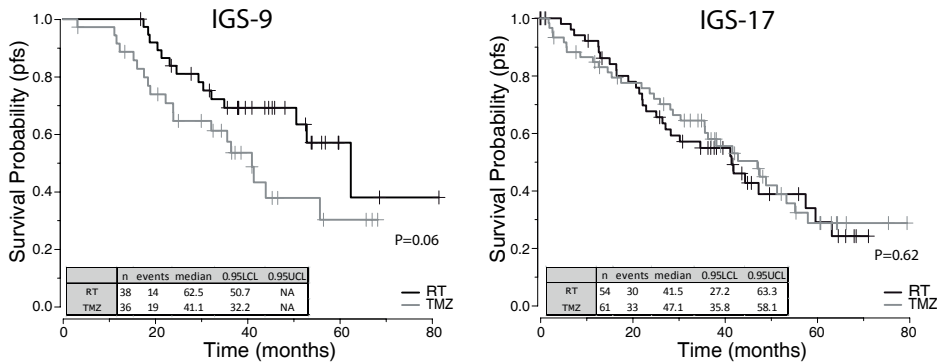 IGS-9
Survival Probability (pfs)
1.0
0.8
0.6
0.4
0.2
0.0
P=0.06
n events median 0.95LCL 0.95UCL
RT 38 14 62.5 50.7 NA
TMZ 36 19 41.1 32.2 NA
RT
TMZ
0 20 40 60 80
Time (months)
IGS-17
Survival Probability (pfs)
1.0
0.8
0.6
0.4
0.2
0.0
P=0.62
n events median 0.95LCL 0.95UCL
RT 54 30 41.5 27.2 63.3
TMZ 61 33 47.1 35.8 58.1
RT
TMZ
0 20 40 60 80
Time (months)